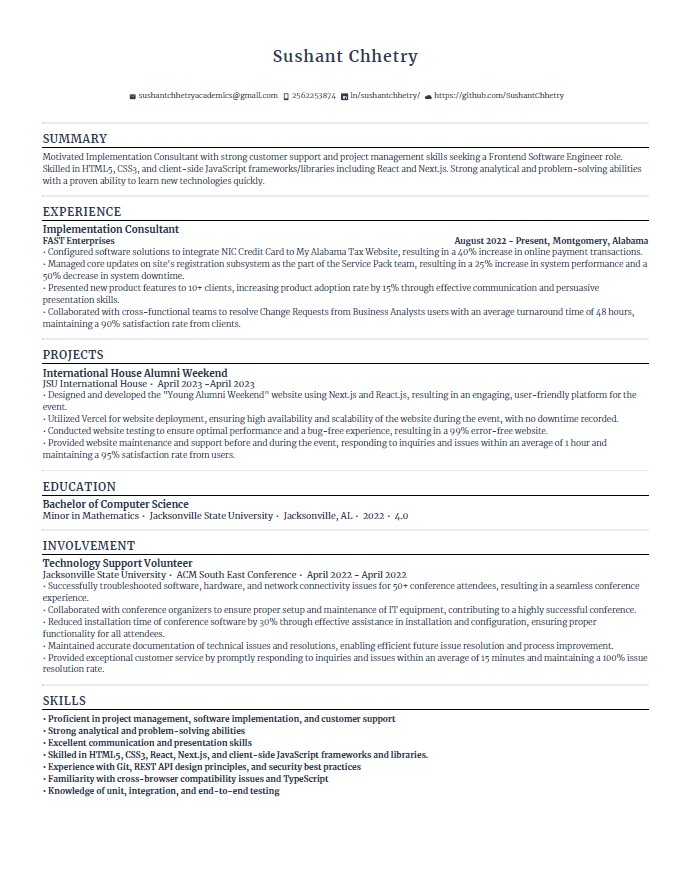 Sushant Chhetry
sushantchhetryacademics@gmail.com 2562253874 in/sushantchhetry/ https://github.com/SushantChhetry
SUMMARY
Motivated Implementation Consultant with strong customer support and project management skills seeking a Frontend Software Engineer role.
Skilled in HTML5, CSS3, and client-side JavaScript frameworks/libraries including React and Next.js. Strong analytical and problem-solving abilities
with a proven ability to learn new technologies quickly.
EXPERIENCE
Implementation Consultant
FAST Enterprises August 2022 – Present, Montgomery, Alabama
• Configured software solutions to integrate NIC Credit Card to My Alabama Tax Website, resulting in a 40% increase in online payment transactions.
• Managed core updates on site's registration subsystem as the part of the Service Pack team, resulting in a 25% increase in system performance and a
50% decrease in system downtime.
• Presented new product features to 10+ clients, increasing product adoption rate by 15% through effective communication and persuasive
presentation skills.
• Collaborated with cross-functional teams to resolve Change Requests from Business Analysts users with an average turnaround time of 48 hours,
maintaining a 90% satisfaction rate from clients.
PROJECTS
International House Alumni Weekend
JSU International House • April 2023 –April 2023
• Designed and developed the "Young Alumni Weekend" website using Next.js and React.js, resulting in an engaging, user-friendly platform for the
event.
• Utilized Vercel for website deployment, ensuring high availability and scalability of the website during the event, with no downtime recorded.
• Conducted website testing to ensure optimal performance and a bug-free experience, resulting in a 99% error-free website.
• Provided website maintenance and support before and during the event, responding to inquiries and issues within an average of 1 hour and
maintaining a 95% satisfaction rate from users.
EDUCATION
Bachelor of Computer Science
Minor in Mathematics • Jacksonville State University • Jacksonville, AL • 2022 • 4.0
INVOLVEMENT
Technology Support Volunteer
Jacksonville State University • ACM South East Conference • April 2022 – April 2022
• Successfully troubleshooted software, hardware, and network connectivity issues for 50+ conference attendees, resulting in a seamless conference
experience.
• Collaborated with conference organizers to ensure proper setup and maintenance of IT equipment, contributing to a highly successful conference.
• Reduced installation time of conference software by 30% through effective assistance in installation and configuration, ensuring proper
functionality for all attendees.
• Maintained accurate documentation of technical issues and resolutions, enabling efficient future issue resolution and process improvement.
• Provided exceptional customer service by promptly responding to inquiries and issues within an average of 15 minutes and maintaining a 100% issue
resolution rate.
SKILLS
• Proficient in project management, software implementation, and customer support
• Strong analytical and problem-solving abilities
• Excellent communication and presentation skills
• Skilled in HTML5, CSS3, React, Next.js, and client-side JavaScript frameworks and libraries.
• Experience with Git, REST API design principles, and security best practices
• Familiarity with cross-browser compatibility issues and TypeScript
• Knowledge of unit, integration, and end-to-end testing